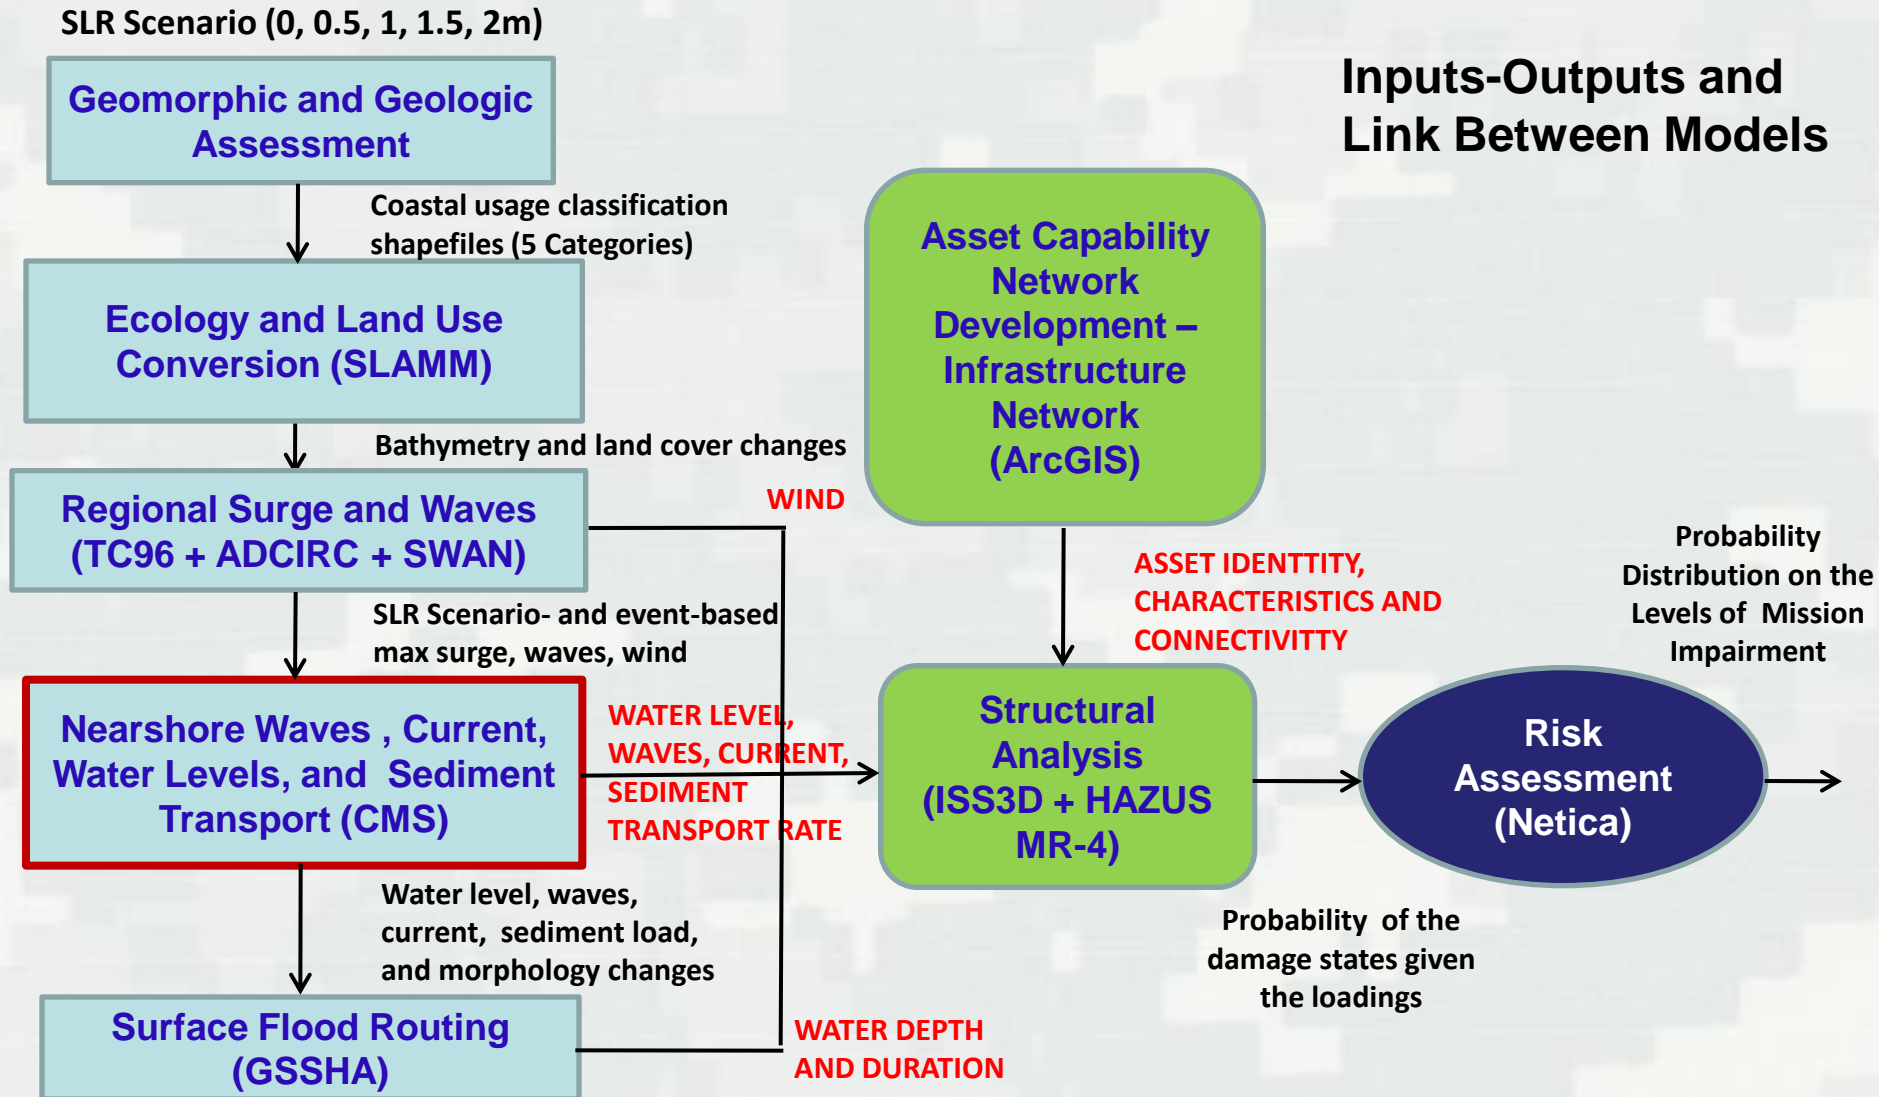 SLR Scenario (0, 0.5, 1, 1.5, 2m)
Inputs-Outputs and
Link Between Models
Geomorphic and Geologic
Assessment
Coastal usage classification
shapefiles (5 Categories)
Ecology and Land Use
Conversion (SLAMM)
Bathymetry and land cover changes
Regional Surge and Waves
(TC96 + ADCIRC + SWAN)
WIND
SLR Scenario- and event-based
max surge, waves, wind
Nearshore Waves , Current,
Water Levels, and Sediment
Transport (CMS)
WATER LEVEL,
WAVES, CURRENT,
SEDIMENT
TRANSPORT RATE
Water level, waves,
current, sediment load,
and morphology changes
Surface Flood Routing
(GSSHA)
WATER DEPTH
AND DURATION
Asset Capability
Network
Development –
Infrastructure
Network
(ArcGIS)
ASSET IDENTTITY,
CHARACTERISTICS AND
CONNECTIVITTY
Structural
Analysis
(ISS3D + HAZUS
MR-4)
Probability of the
damage states given
the loadings
Risk
Assessment
(Netica)
Probability
Distribution on the
Levels of Mission
Impairment